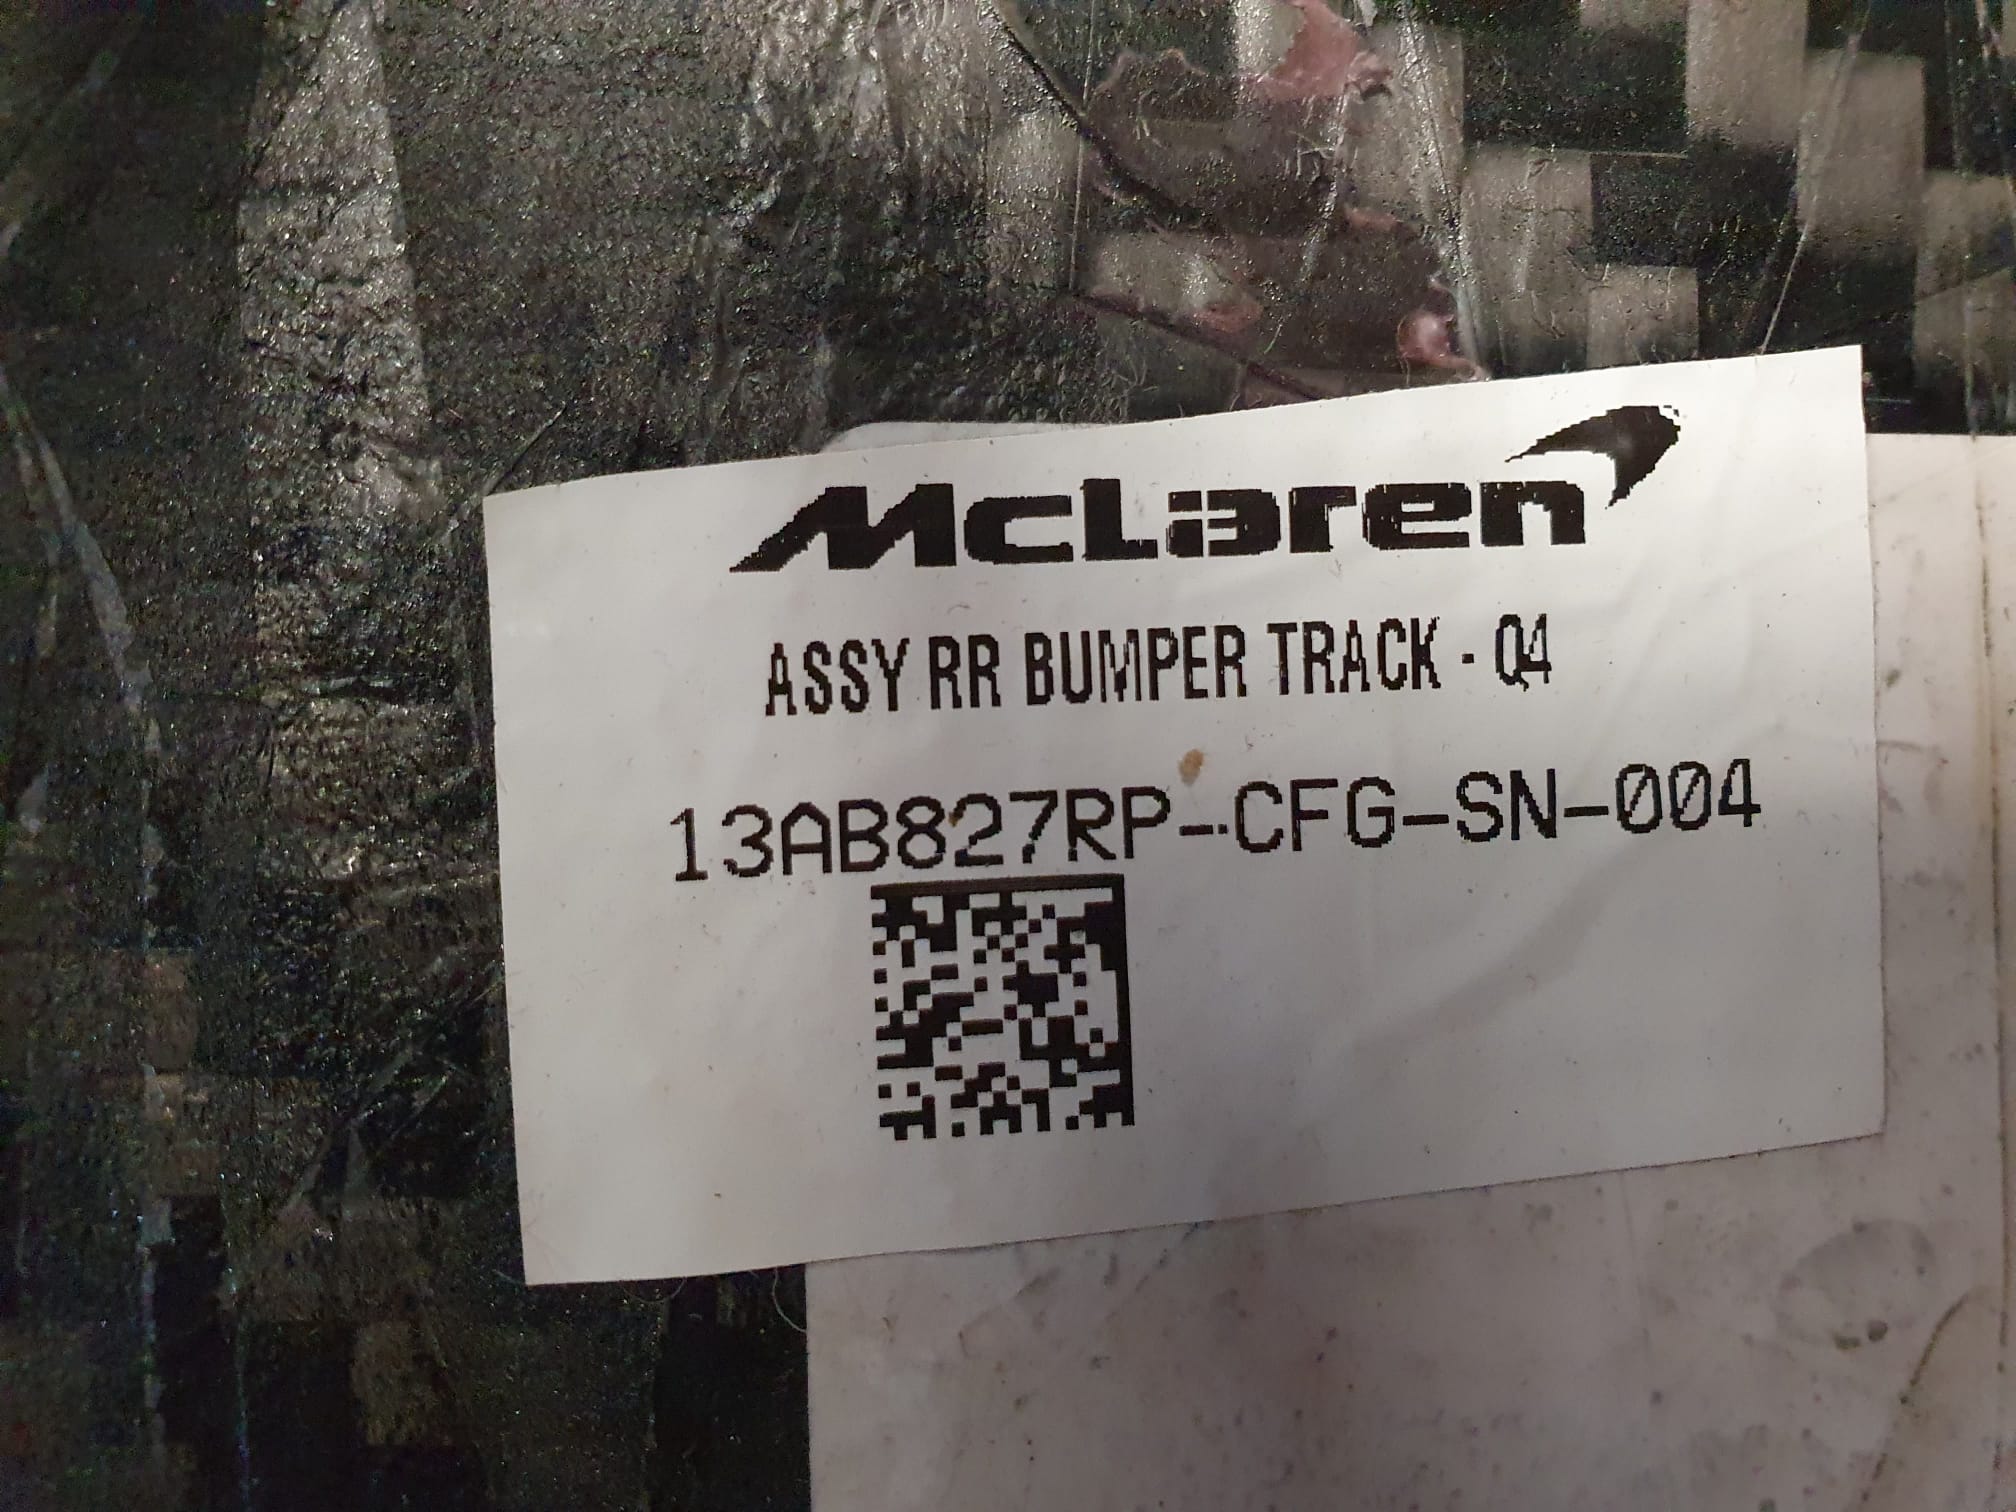 McLaren
ASSY RR BUMPER TRACK - Q4
13AB827RP-CFG-SN-004